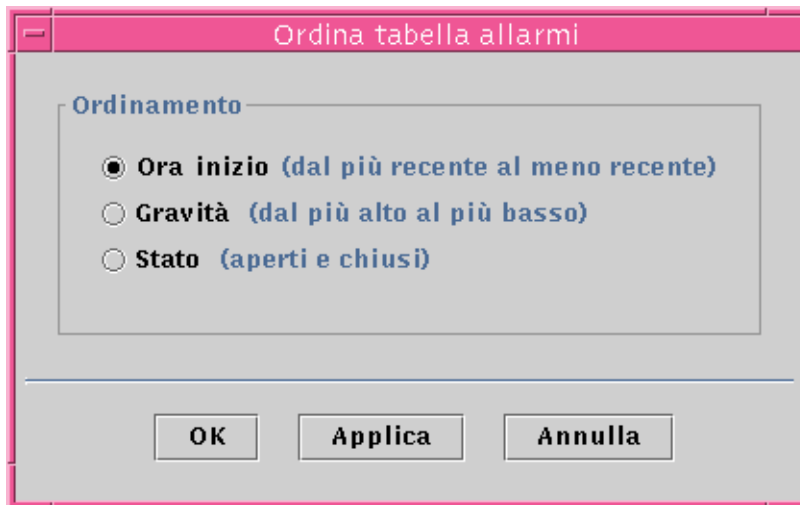 Ordina tabella allarmi
Ordinamento
Ora inizio (dal più recente al meno recente)
Gravità (dal più alto al più basso)
Stato (aperti e chiusi)
OK Applica Annulla